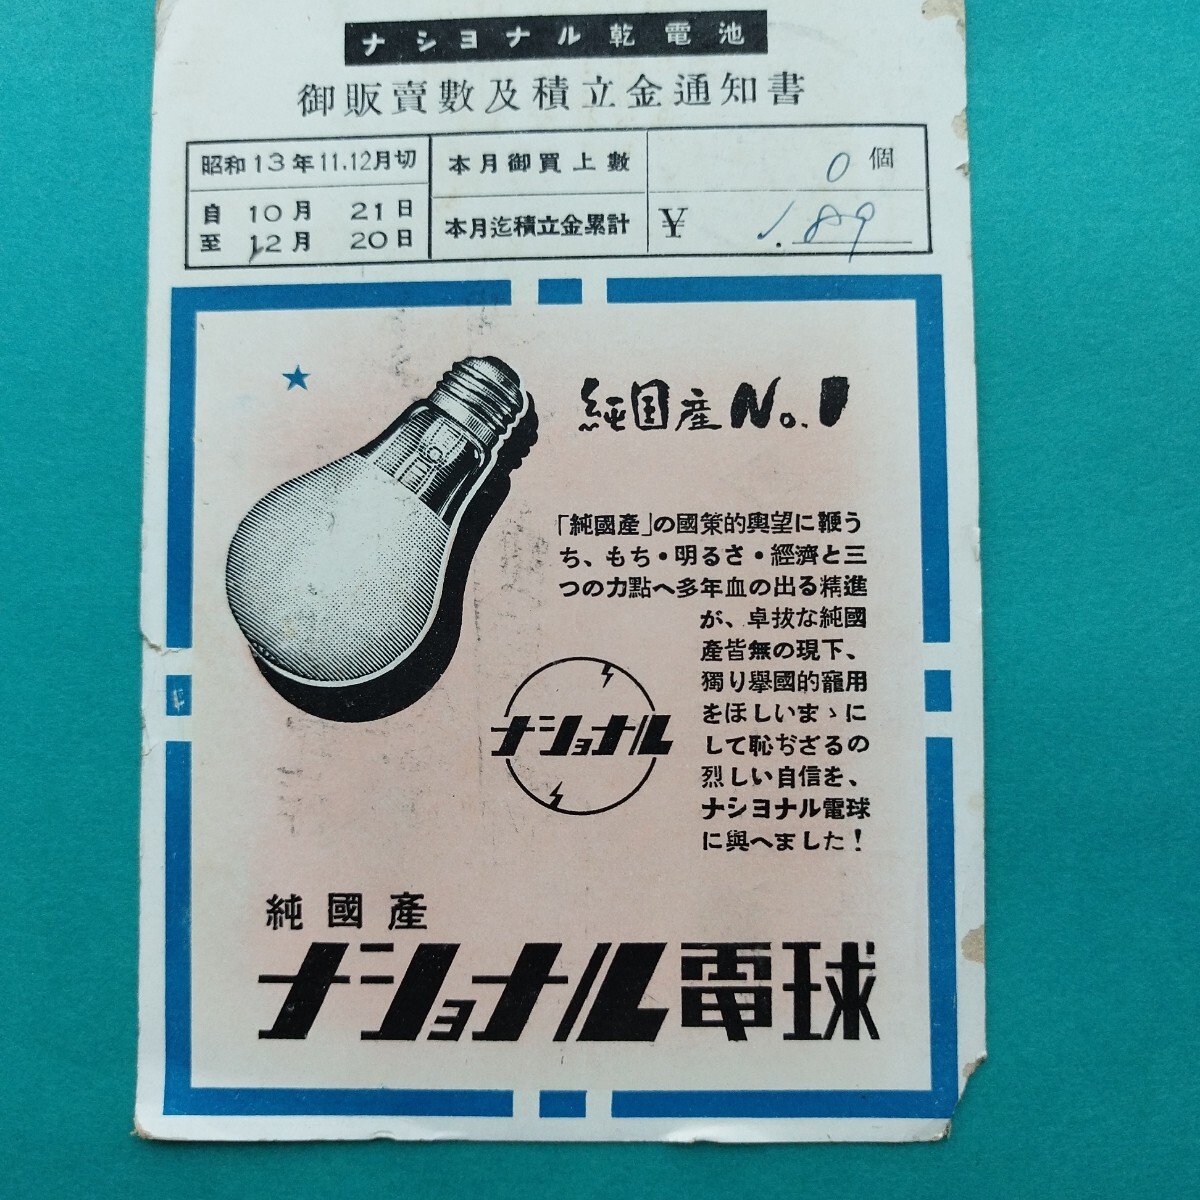 ナショナル乾電池
御販賣數及積立金通知書
昭和13年11.12月切
自 10月 21日
至 12月 20日
本月御買上數
0個
本月迄積立金累計
¥ 1.89
純国産No.1
「純國產」の國策的輿望に鞭う
ち、もち・明るさ・經濟と三
つの力點へ多年血の出る精進
が、卓拔な純國
產皆無の現下、
獨り擧國的寵用
をほしいまゝに
して恥ぢざるの
烈しい自信を、
ナショナル電球
に與へました！
ナショナル
純國產
ナショナル電球